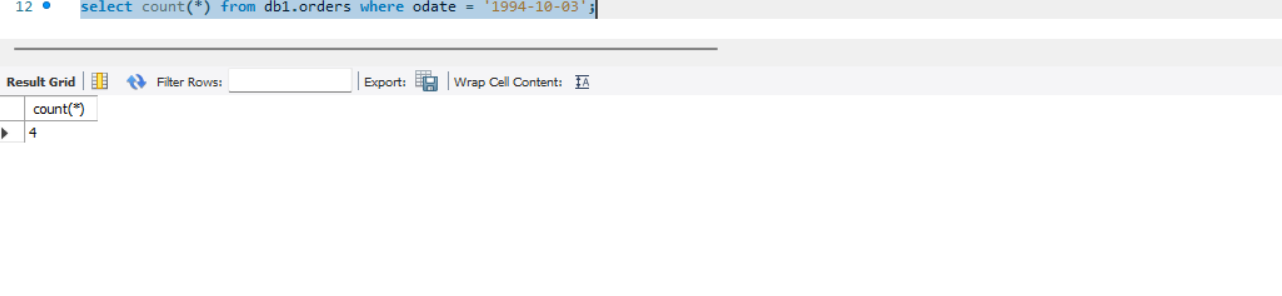 12 select count(*) from db1.orders where odate = '1994-10-03';
Result Grid Filter Rows: Export: Wrap Cell Content: IA
count(*)
4